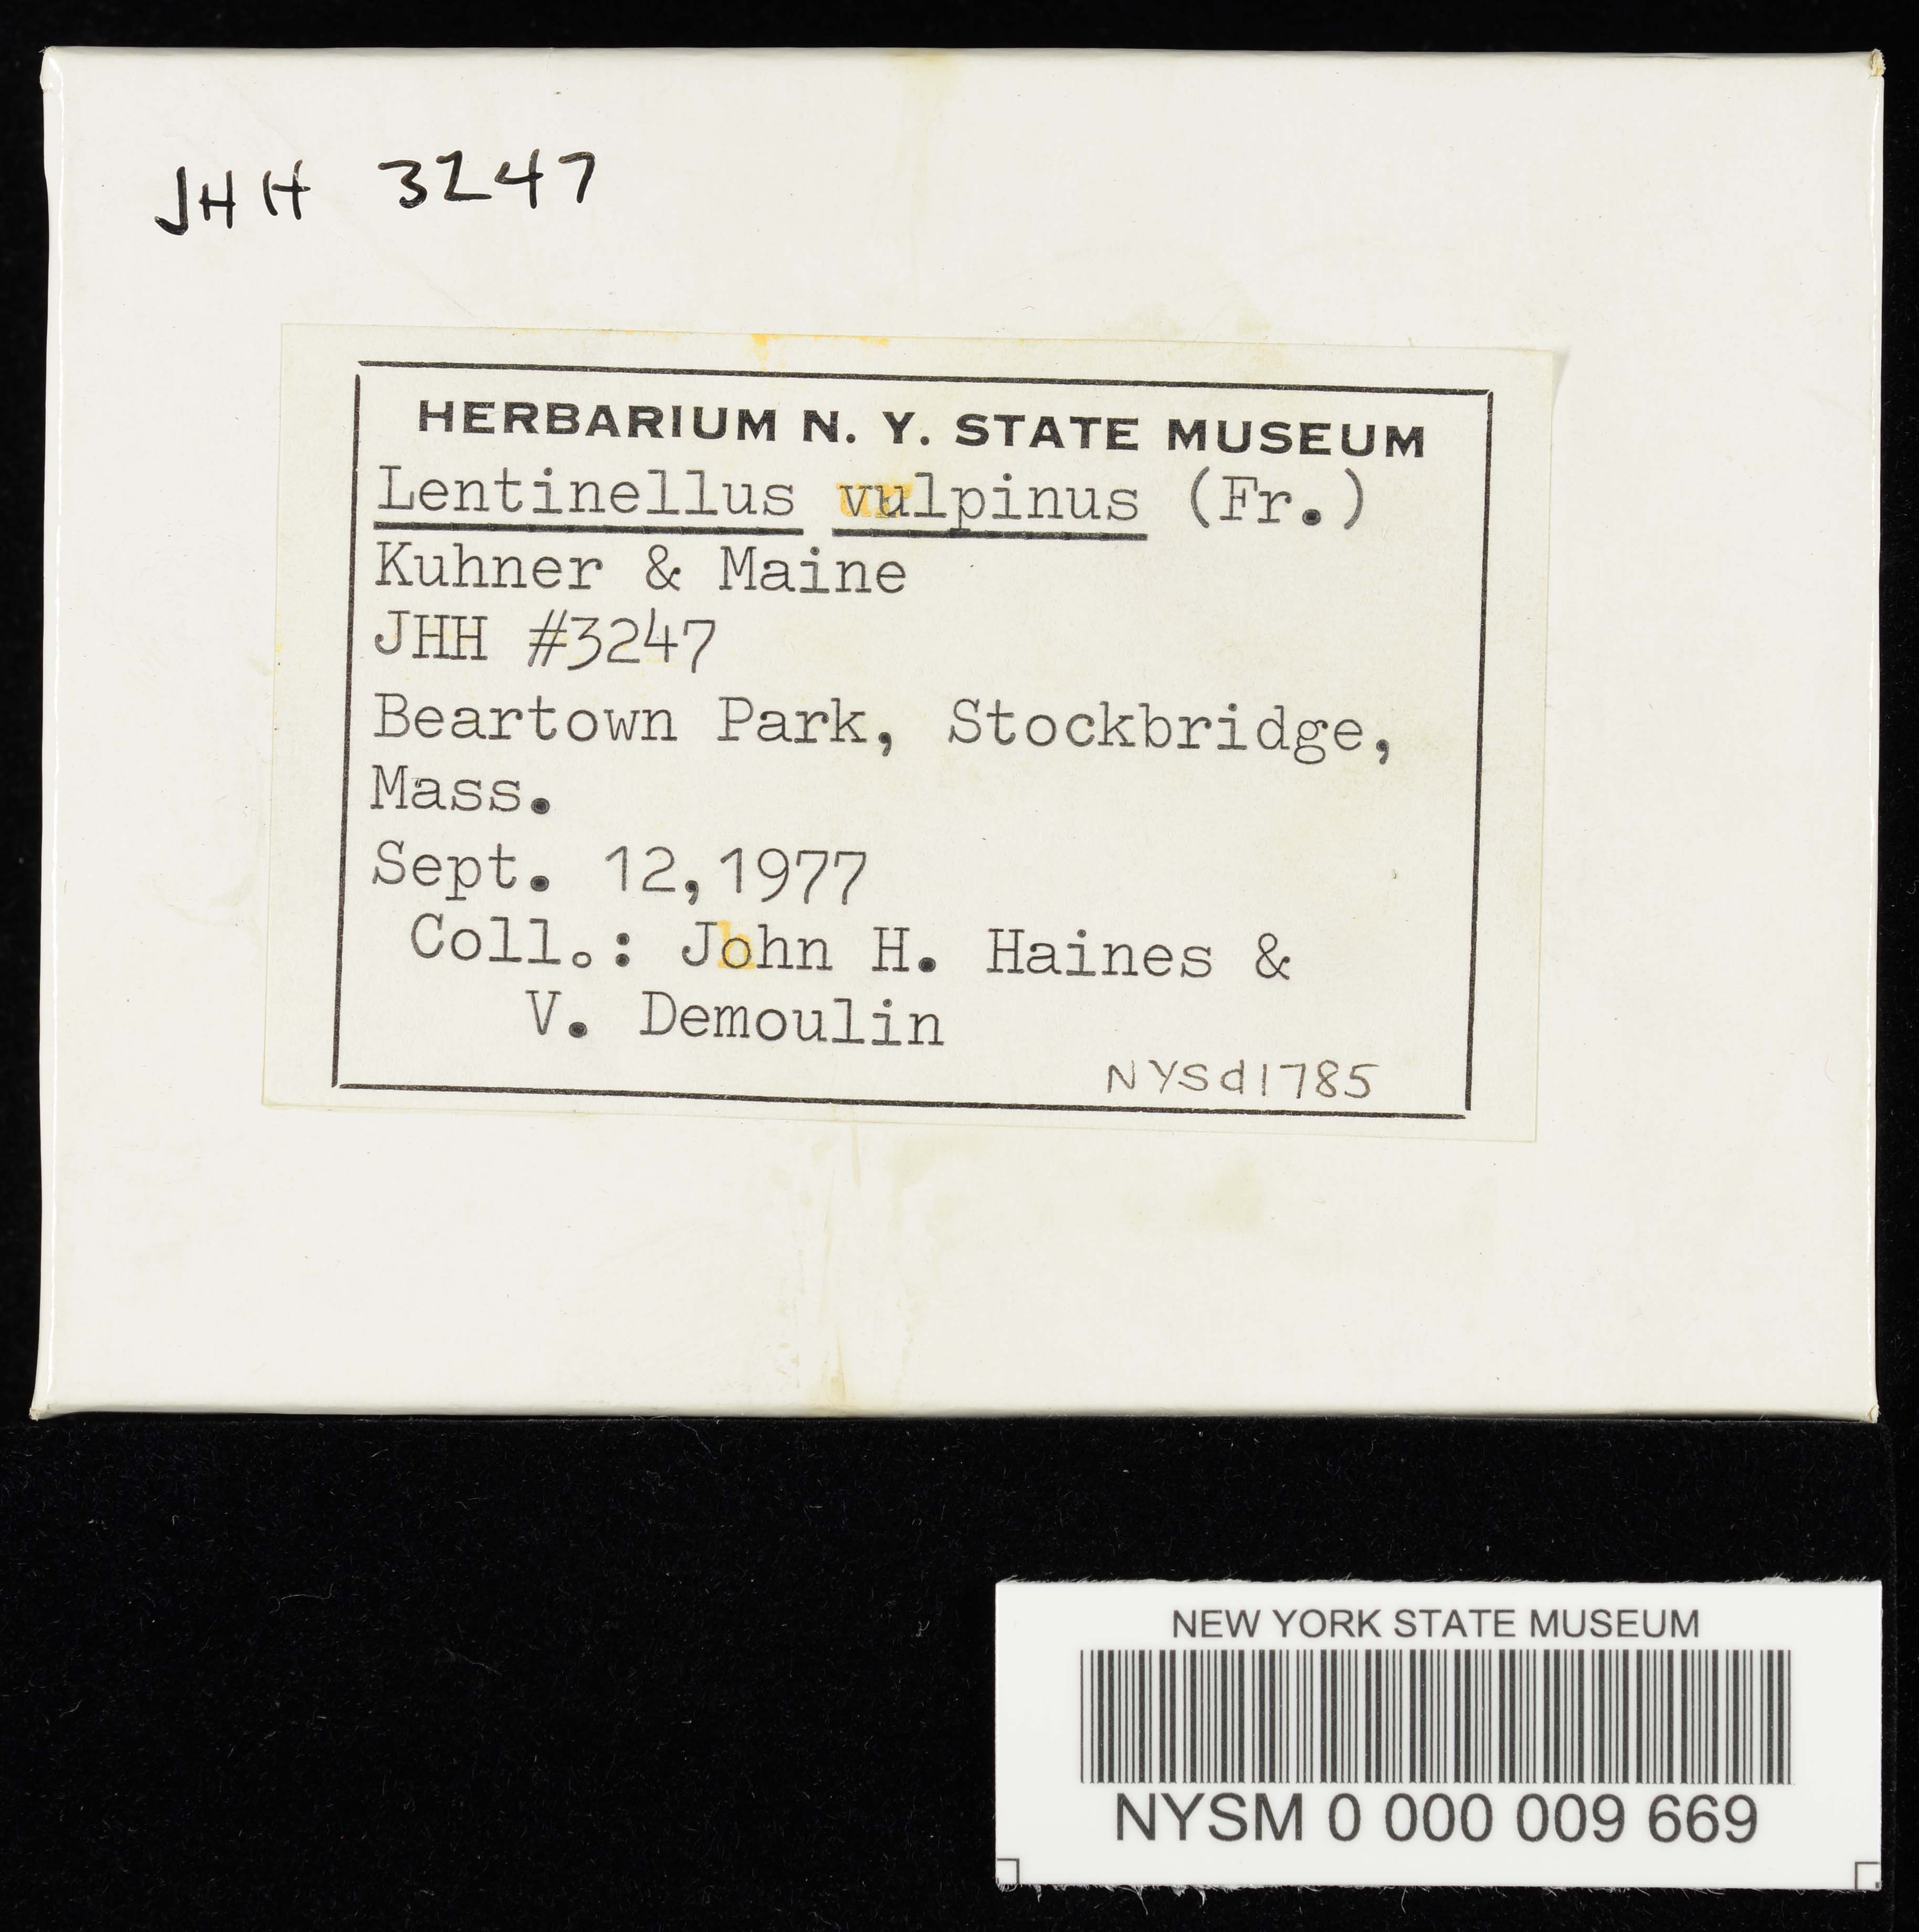 JHH 3247
HERBARIUM N. Y. STATE MUSEUM
Lentinellus vulpinus (Fr.)
Kuhner & Maine
JHH #3247
Beartown Park, Stockbridge,
Mass.
Sept. 12,1977
Coll.: John H. Haines &
V. Demoulin
NYSd1785
NEW YORK STATE MUSEUM
NYSM 0 000 009 669